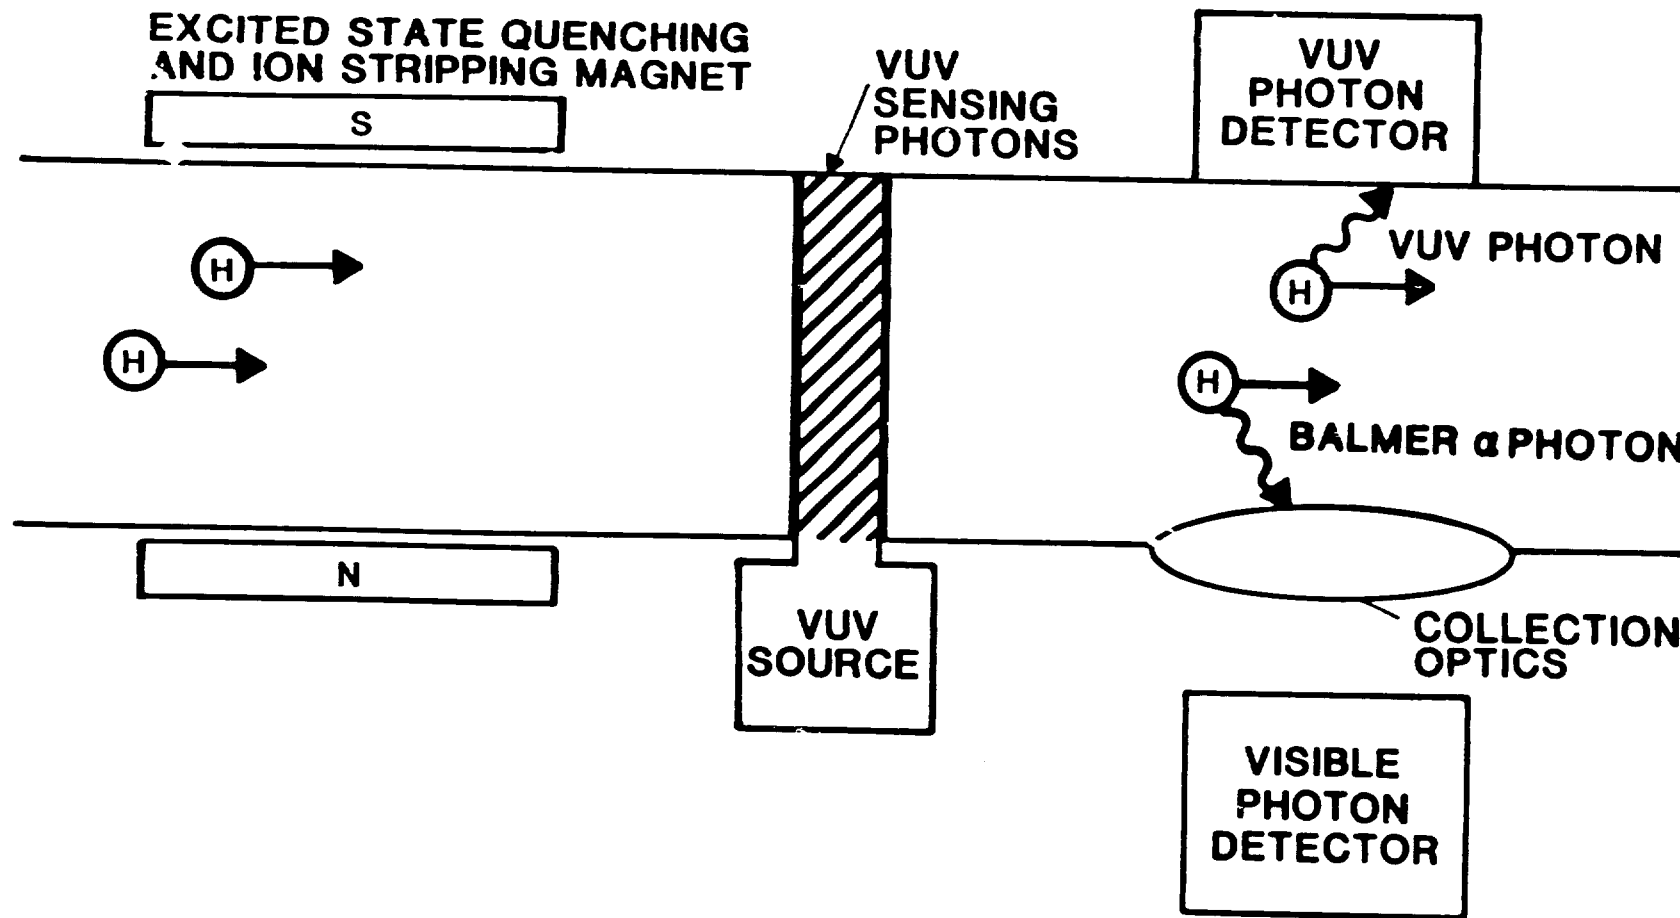 EXCITED STATE QUENCHING
AND ION STRIPPING MAGNET
S
VUV
SENSING
PHOTONS
VUV
PHOTON
DETECTOR
H
H
VUV PHOTON
H
H
BALMER α PHOTON
N
VUV
SOURCE
COLLECTION
OPTICS
VISIBLE
PHOTON
DETECTOR